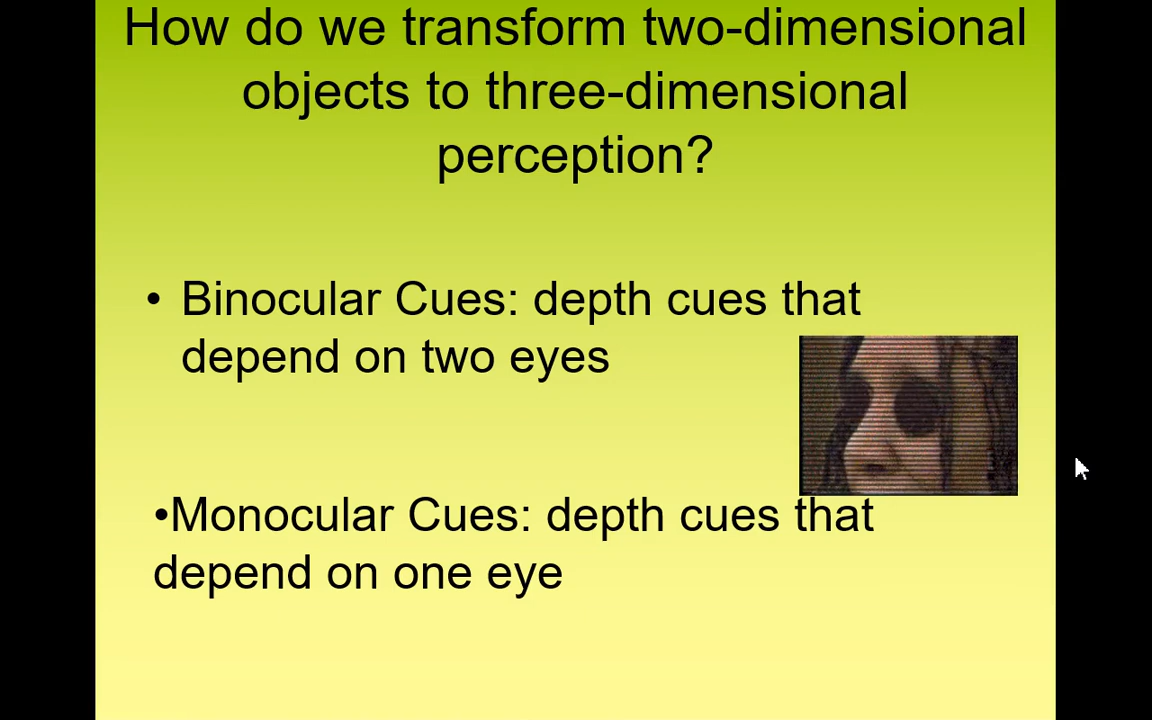 How do we transform two-dimensional
objects to three-dimensional
perception?
• Binocular Cues: depth cues that
depend on two eyes
•Monocular Cues: depth cues that
depend on one eye